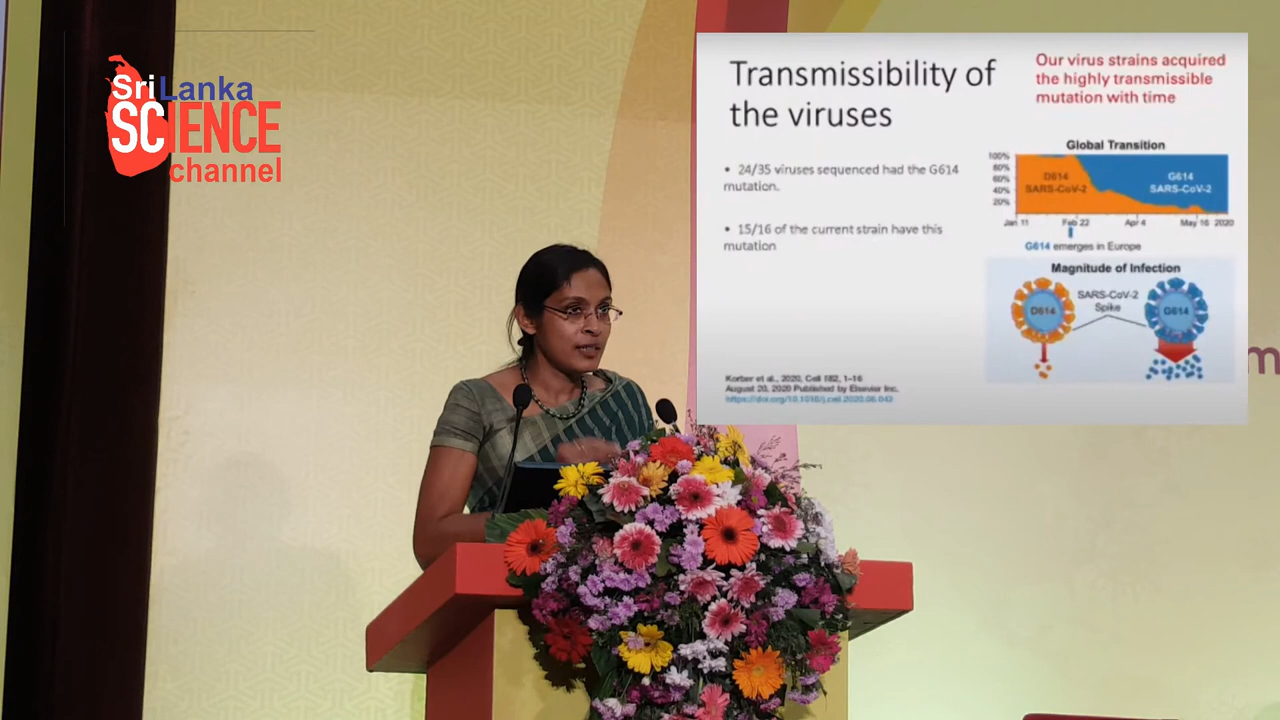 Sri Lanka
SCIENCE
channel
Transmissibility of
the viruses
Our virus strains acquired
the highly transmissible
mutation with time
• 24/35 viruses sequenced had the G614
mutation.
• 15/16 of the current strain have this
mutation
Global Transition
100%
80%
60%
40%
20%
D614
SARS-CoV-2
G614
SARS-CoV-2
Jan 11 Feb 22 Apr 4 May 16 2020
G614 emerges in Europe
Magnitude of Infection
SARS-CoV-2
Spike
D614
G614
Korber et al., 2020, Cell 182, 1–16
August 20, 2020 Published by Elsevier Inc.
https://doi.org/10.1016/j.cell.2020.06.043
m